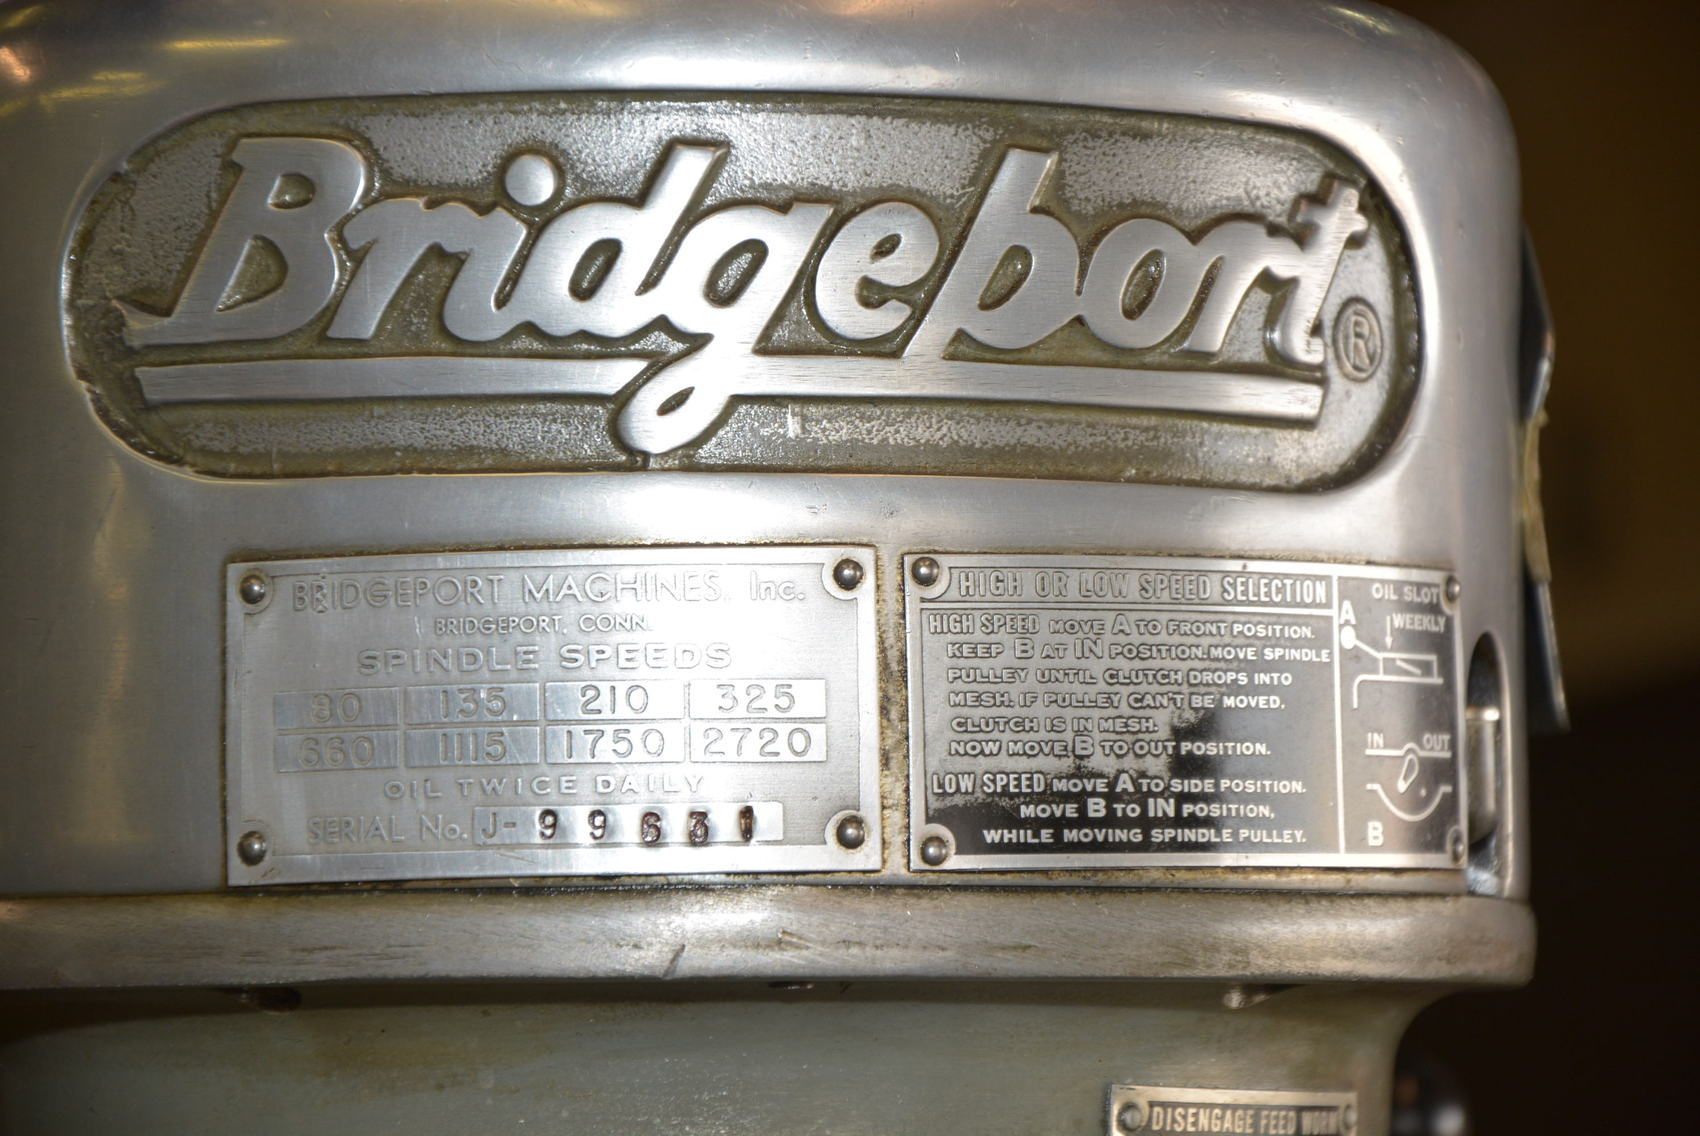 Bridgeport ®
BRIDGEPORT MACHINES, Inc.
BRIDGEPORT, CONN.
SPINDLE SPEEDS
80 135 210 325
660 1115 1750 2720
OIL TWICE DAILY
SERIAL No. J- 99631
HIGH OR LOW SPEED SELECTION
HIGH SPEED MOVE A TO FRONT POSITION.
KEEP B AT IN POSITION. MOVE SPINDLE
PULLEY UNTIL CLUTCH DROPS INTO
MESH. IF PULLEY CAN'T BE MOVED,
CLUTCH IS IN MESH.
NOW MOVE B TO OUT POSITION.
LOW SPEED MOVE A TO SIDE POSITION.
MOVE B TO IN POSITION,
WHILE MOVING SPINDLE PULLEY.
OIL SLOT
WEEKLY
A
IN OUT
B
DISENGAGE FEED WORM